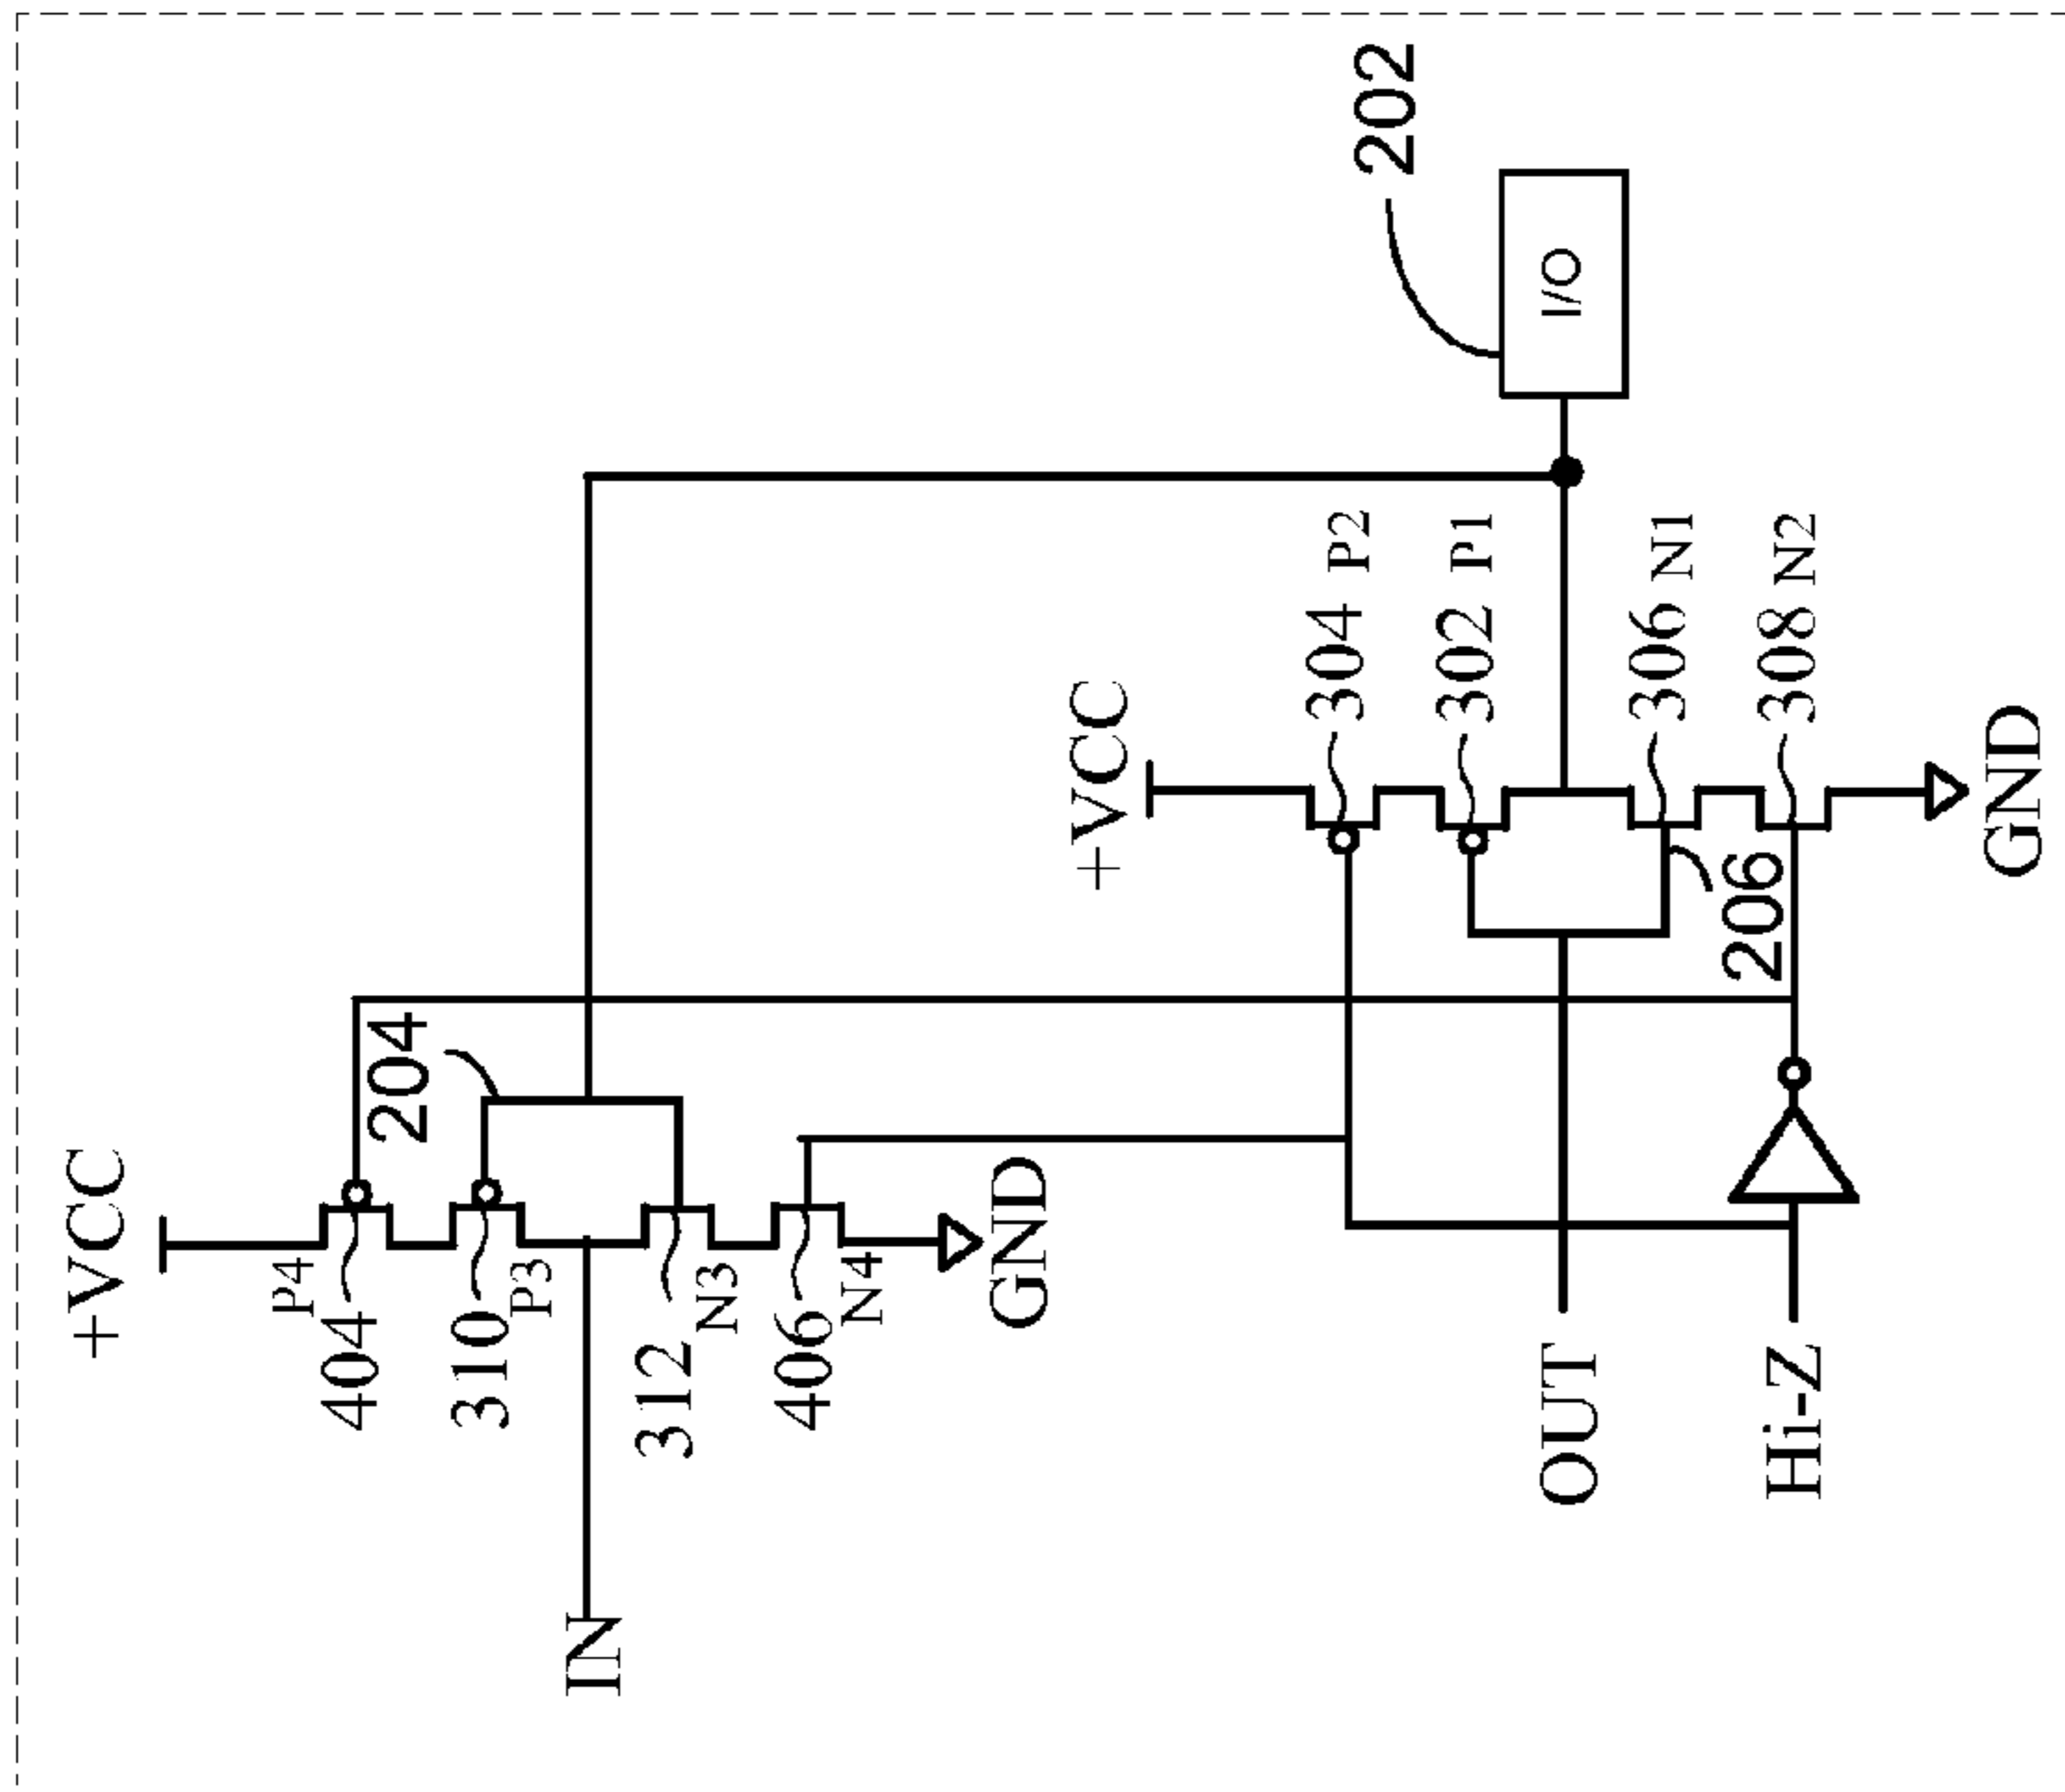 +VCC
P4
404
204
310
P3
312
N3
406
N4
GND
IN
202
I/O
+VCC
304 P2
302 P1
306 N1
308 N2
206
GND
OUT
Hi-Z